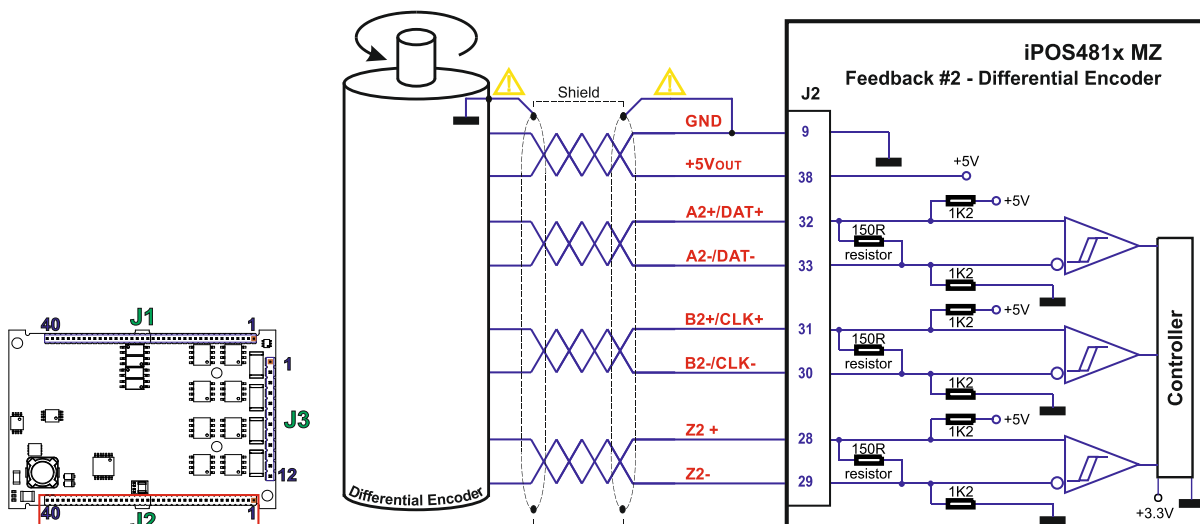 iPOS481x MZ
Feedback #2 - Differential Encoder
J2
Shield
GND
9
+5VOUT
38
+5V
A2+/DAT+
32
+5V
1K2
150R
resistor
A2-/DAT-
33
1K2
B2+/CLK+
31
+5V
1K2
150R
resistor
B2-/CLK-
30
1K2
Z2 +
28
+5V
1K2
150R
resistor
Z2-
29
1K2
Controller
+3.3V
Differential Encoder
40
J1
1
1
J3
12
40
J2
1